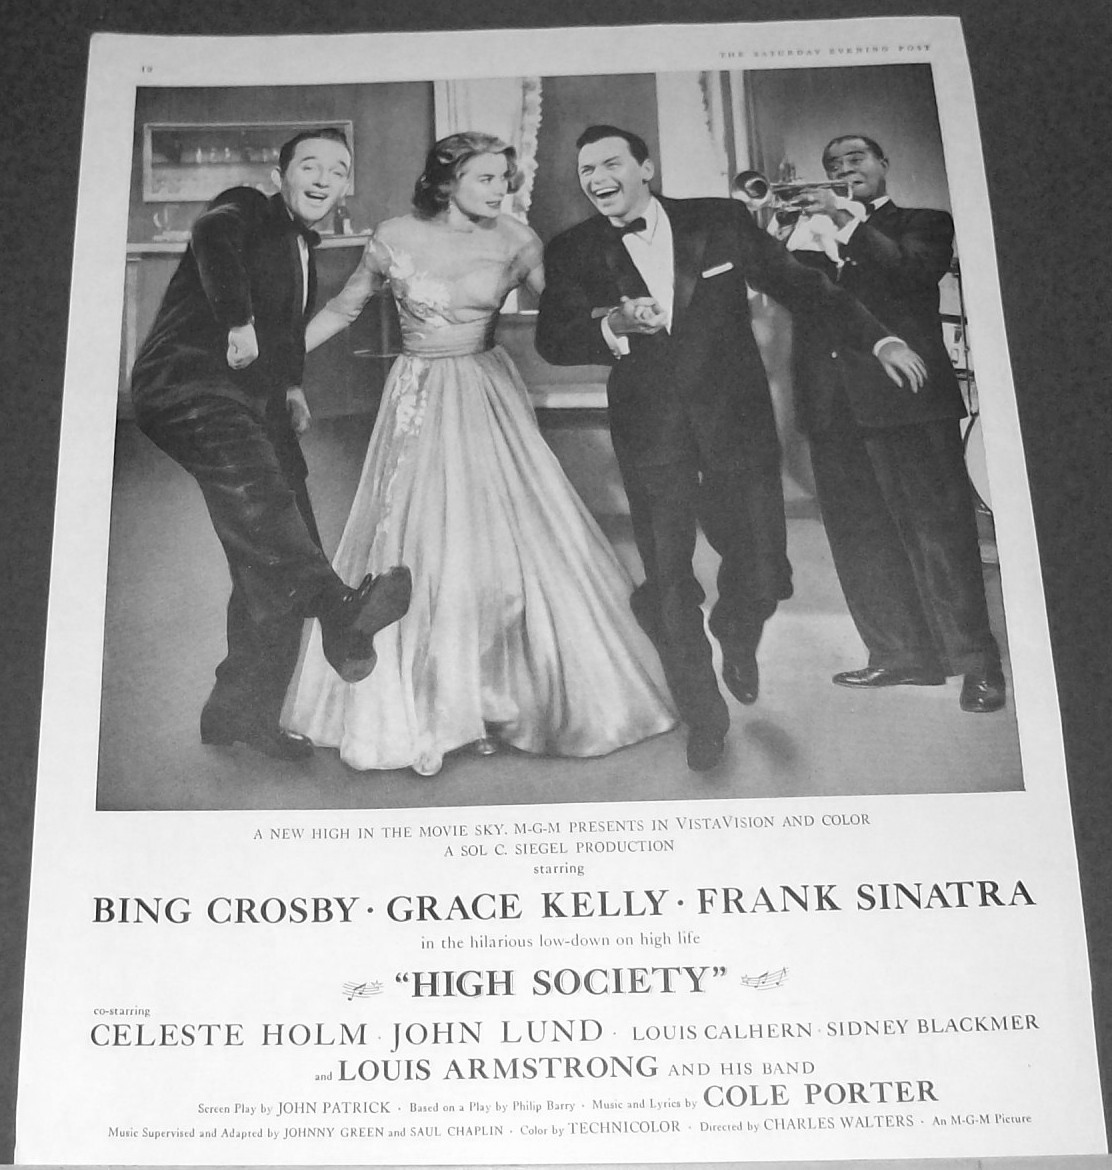 THE SATURDAY EVENING POST
A NEW HIGH IN THE MOVIE SKY. M-G-M PRESENTS IN VISTAVISION AND COLOR
A SOL C. SIEGEL PRODUCTION
starring
BING CROSBY · GRACE KELLY · FRANK SINATRA
in the hilarious low-down on high life
"HIGH SOCIETY"
co-starring
CELESTE HOLM · JOHN LUND · LOUIS CALHERN · SIDNEY BLACKMER
and LOUIS ARMSTRONG AND HIS BAND
Screen Play by JOHN PATRICK · Based on a Play by Philip Barry · Music and Lyrics by COLE PORTER
Music Supervised and Adapted by JOHNNY GREEN and SAUL CHAPLIN · Color by TECHNICOLOR · Directed by CHARLES WALTERS · An M-G-M Picture